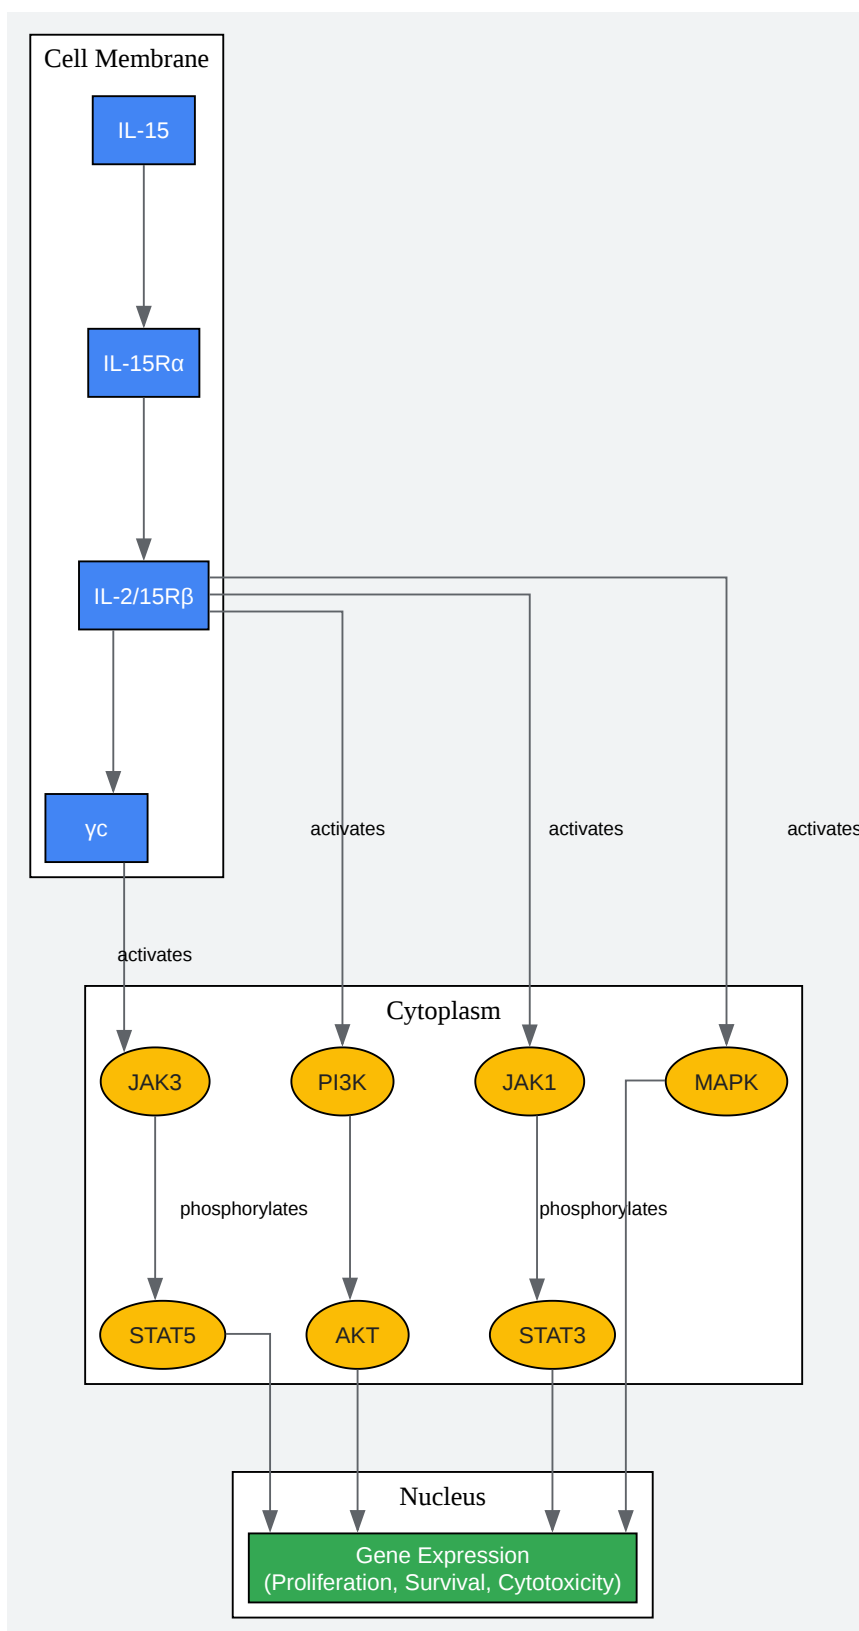 Cell Membrane
IL-15
IL-15Rα
IL-2/15Rβ
γc
activates
activates
activates
activates
Cytoplasm
JAK3
PI3K
JAK1
MAPK
phosphorylates
phosphorylates
STAT5
AKT
STAT3
Nucleus
Gene Expression
(Proliferation, Survival, Cytotoxicity)